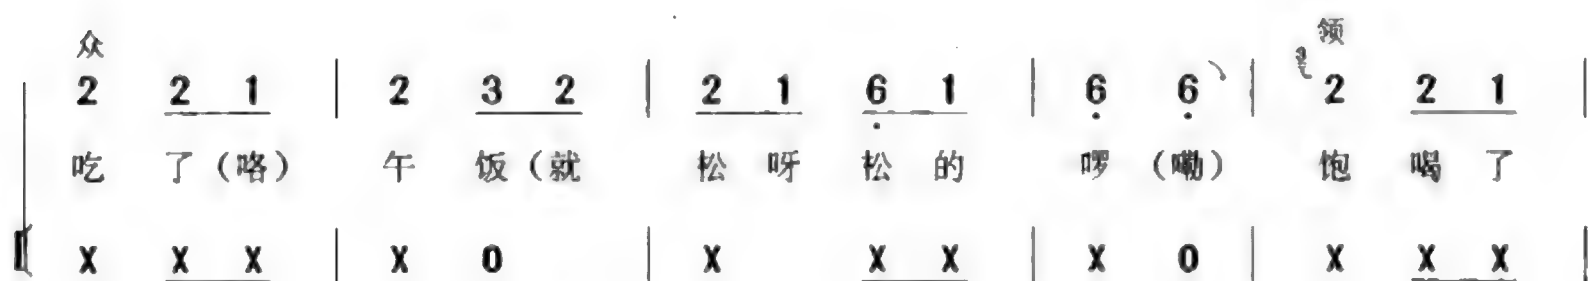 众 领
2 2 1 | 2 3 2 | 2 1 6 1 | 6 6 | 2 2 1 |
吃 了(咯) 午 饭(就 松 呀 松 的 啰 (嘞) 饱 喝 了
X X X | X 0 | X X X | X 0 | X X X |